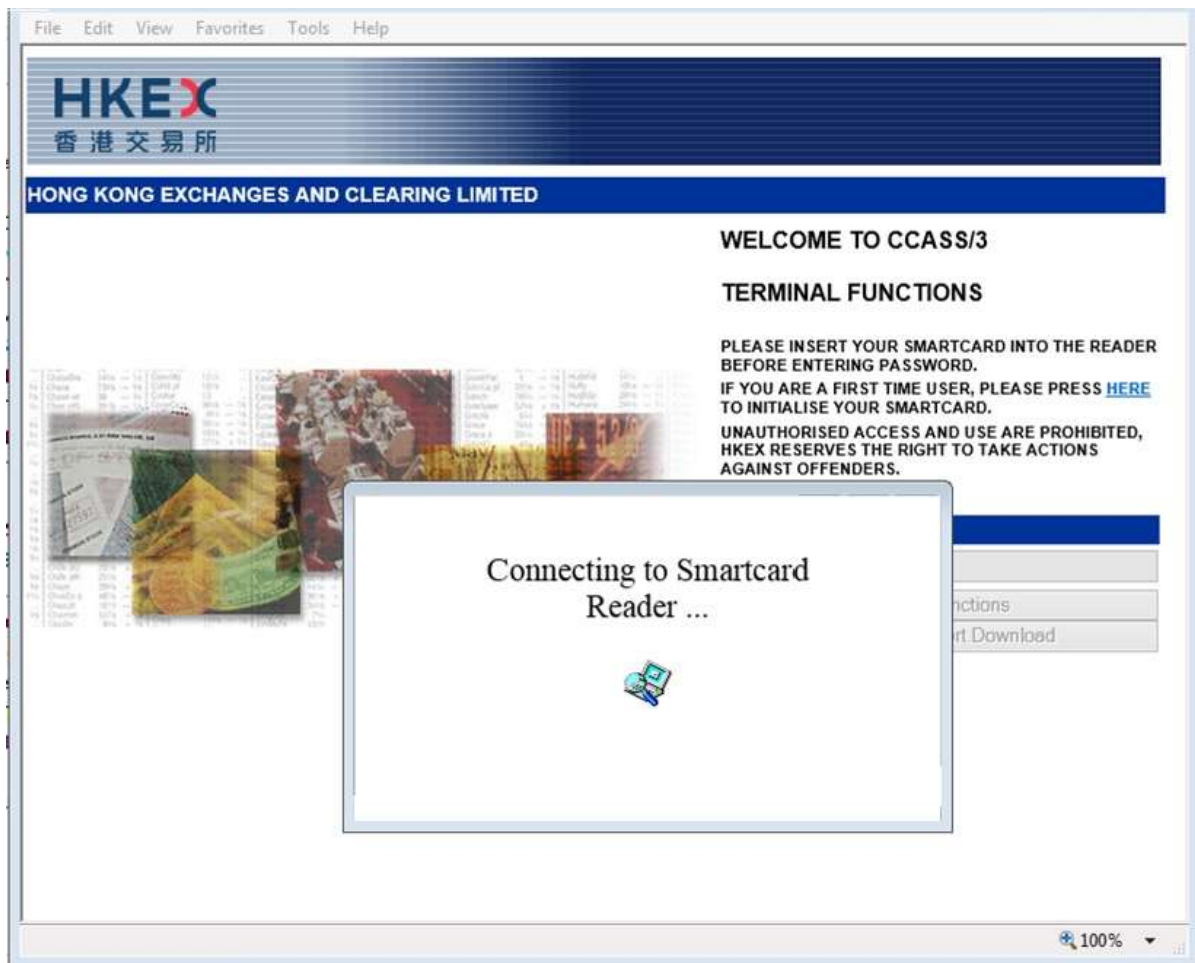 File Edit View Favorites Tools Help
HKEX
香港交易所
HONG KONG EXCHANGES AND CLEARING LIMITED
WELCOME TO CCASS/3
TERMINAL FUNCTIONS
PLEASE INSERT YOUR SMARTCARD INTO THE READER
BEFORE ENTERING PASSWORD.
IF YOU ARE A FIRST TIME USER, PLEASE PRESS HERE
TO INITIALISE YOUR SMARTCARD.
UNAUTHORISED ACCESS AND USE ARE PROHIBITED,
HKEX RESERVES THE RIGHT TO TAKE ACTIONS
AGAINST OFFENDERS.
Connecting to Smartcard
Reader ...
nctions
rt Download
100%